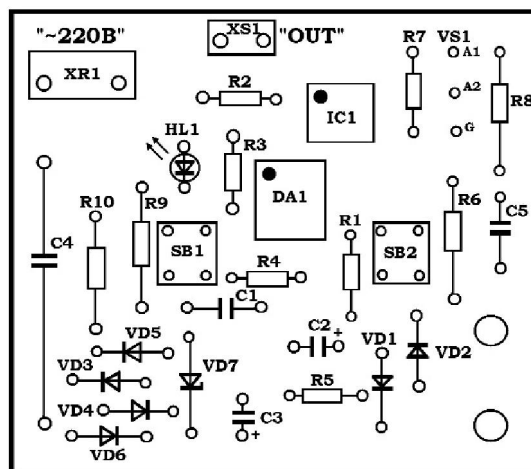 "~220В" XS1 "OUT" R7 VS1
XR1 R2 A1
A2
R8
IC1
HL1 R3 G
R10 R9 DA1 R1 R6 C5
C4 SB1 SB2
R4
C1
VD5 C2 + VD1 VD2
VD3 VD7
VD4 R5
C3
VD6 +